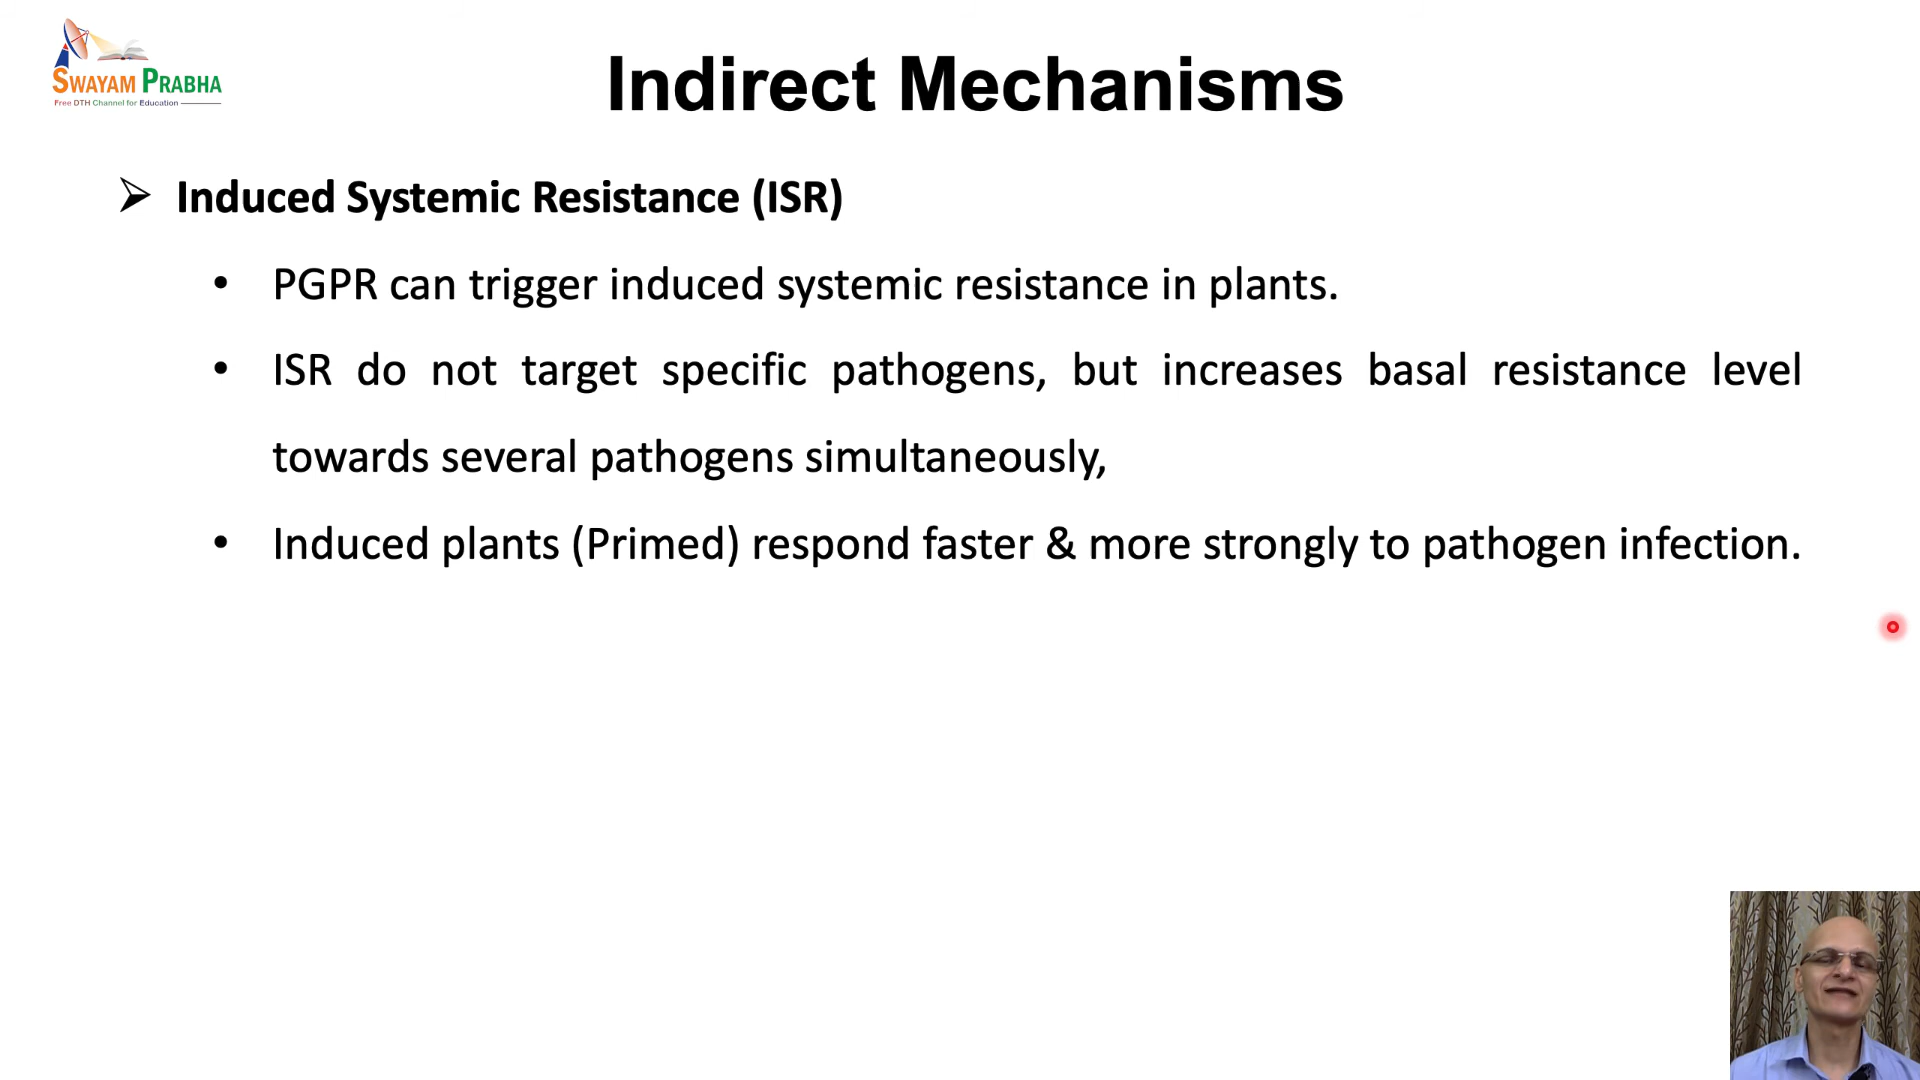 SWAYAM PRABHA
Free DTH Channel for Education
Indirect Mechanisms
Induced Systemic Resistance (ISR)
• PGPR can trigger induced systemic resistance in plants.
• ISR do not target specific pathogens, but increases basal resistance level
towards several pathogens simultaneously,
• Induced plants (Primed) respond faster & more strongly to pathogen infection.